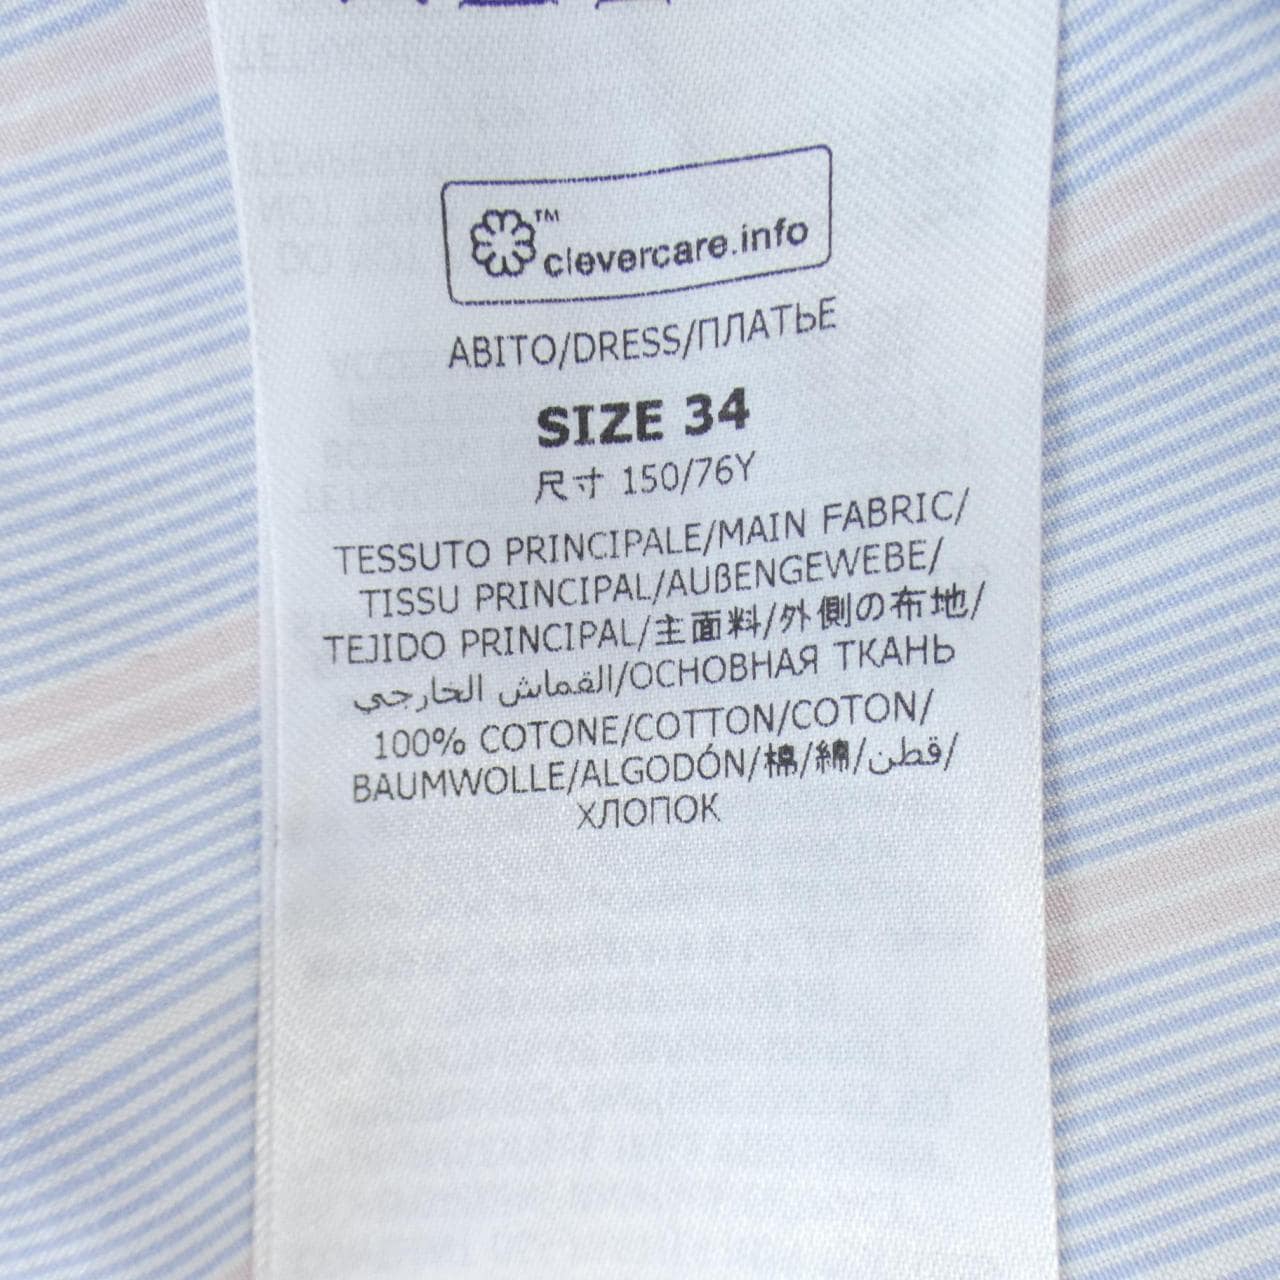 ™clevercare.info
ABITO/DRESS/ПЛАТЬЕ
SIZE 34
尺寸 150/76Y
TESSUTO PRINCIPALE/MAIN FABRIC/
TISSU PRINCIPAL/AUßENGEWEBE/
TEJIDO PRINCIPAL/主面料/外側の布地/
القماش الخارجي/ОСНОВНАЯ ТКАНЬ
100% COTONE/COTTON/COTON/
BAUMWOLLE/ALGODÓN/棉/綿/قطن/
ХЛОПОК